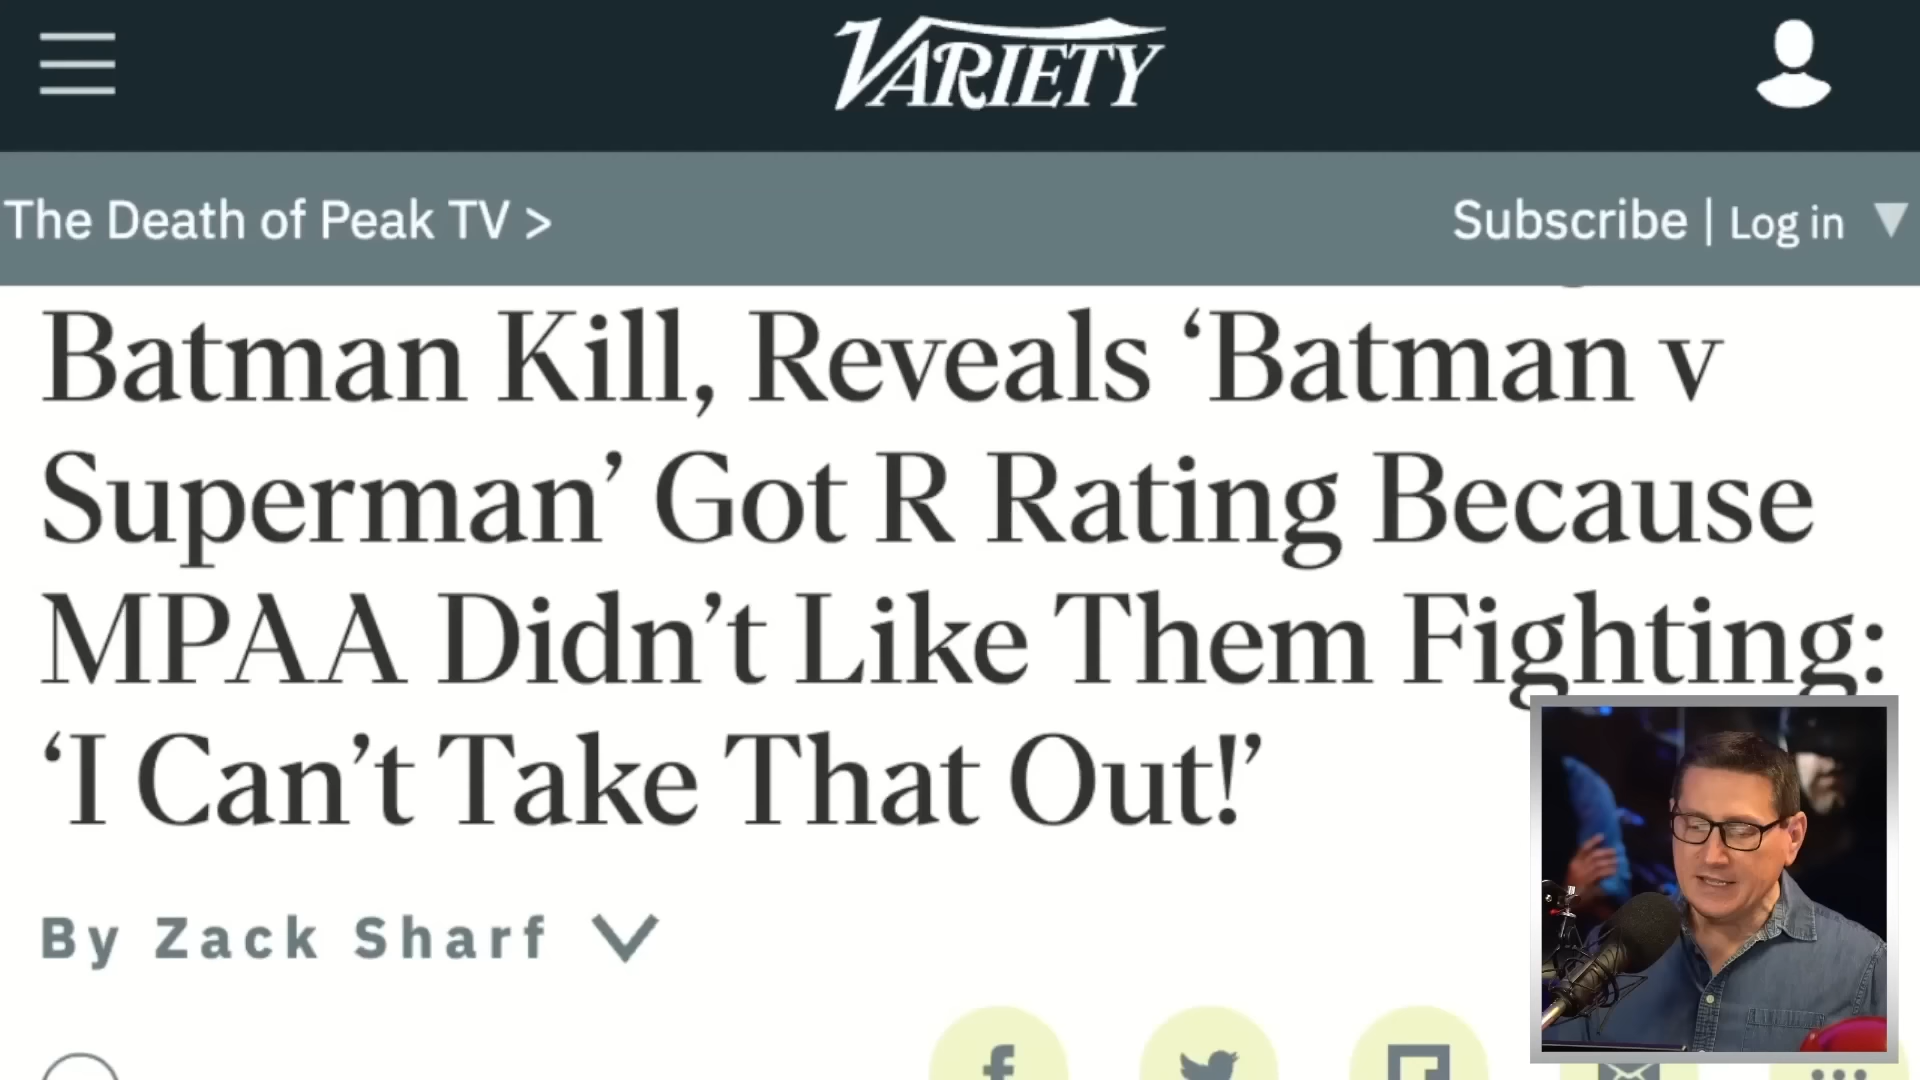 VARIETY
The Death of Peak TV >
Subscribe | Log in
Batman Kill, Reveals ‘Batman v
Superman’ Got R Rating Because
MPAA Didn’t Like Them Fighting:
‘I Can’t Take That Out!’
By Zack Sharf